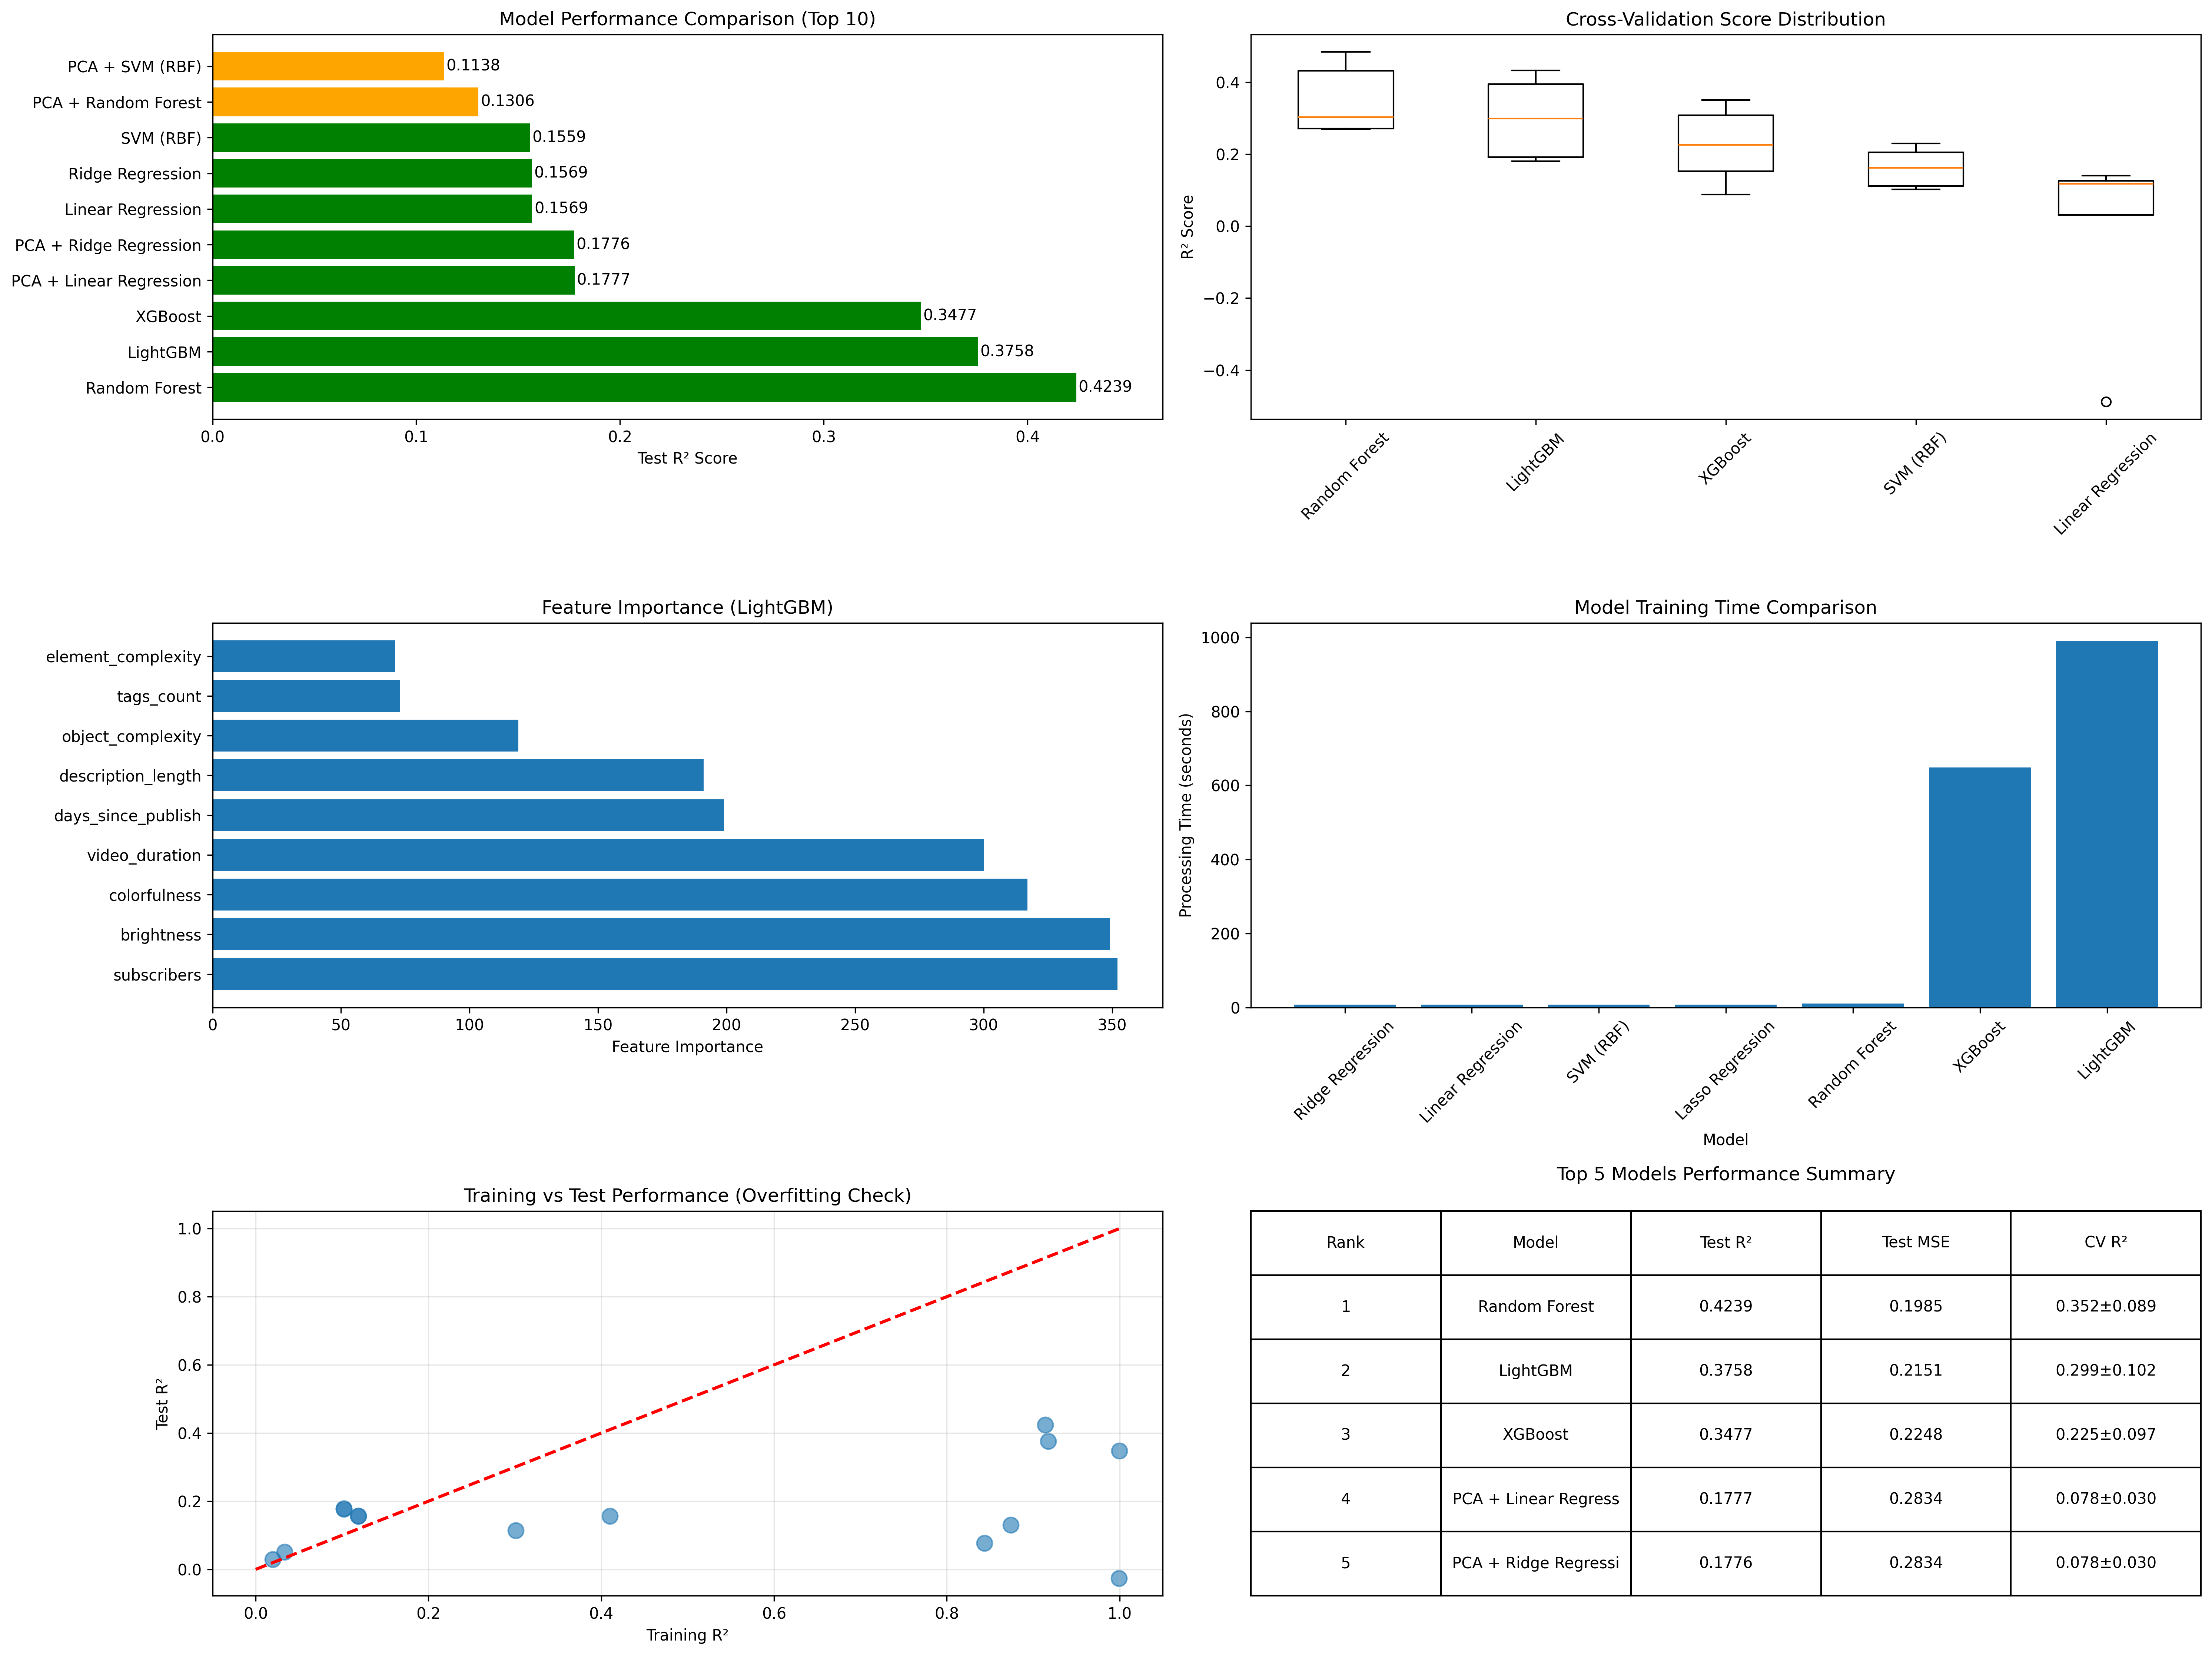 Model Performance Comparison (Top 10)
PCA + SVM (RBF)
0.1138
PCA + Random Forest
0.1306
SVM (RBF)
0.1559
Ridge Regression
0.1569
Linear Regression
0.1569
PCA + Ridge Regression
0.1776
PCA + Linear Regression
0.1777
XGBoost
0.3477
LightGBM
0.3758
Random Forest
0.4239
0.0 0.1 0.2 0.3 0.4
Test R² Score
Cross-Validation Score Distribution
R² Score
0.4
0.2
0.0
−0.2
−0.4
Random Forest
LightGBM
XGBoost
SVM (RBF)
Linear Regression
Feature Importance (LightGBM)
element_complexity
tags_count
object_complexity
description_length
days_since_publish
video_duration
colorfulness
brightness
subscribers
0 50 100 150 200 250 300 350
Feature Importance
Model Training Time Comparison
Processing Time (seconds)
1000
800
600
400
200
0
Ridge Regression
Linear Regression
SVM (RBF)
Lasso Regression
Random Forest
XGBoost
LightGBM
Model
Training vs Test Performance (Overfitting Check)
Test R²
1.0
0.8
0.6
0.4
0.2
0.0
0.0 0.2 0.4 0.6 0.8 1.0
Training R²
Top 5 Models Performance Summary
Rank Model Test R² Test MSE CV R²
1 Random Forest 0.4239 0.1985 0.352±0.089
2 LightGBM 0.3758 0.2151 0.299±0.102
3 XGBoost 0.3477 0.2248 0.225±0.097
4 PCA + Linear Regress 0.1777 0.2834 0.078±0.030
5 PCA + Ridge Regressi 0.1776 0.2834 0.078±0.030